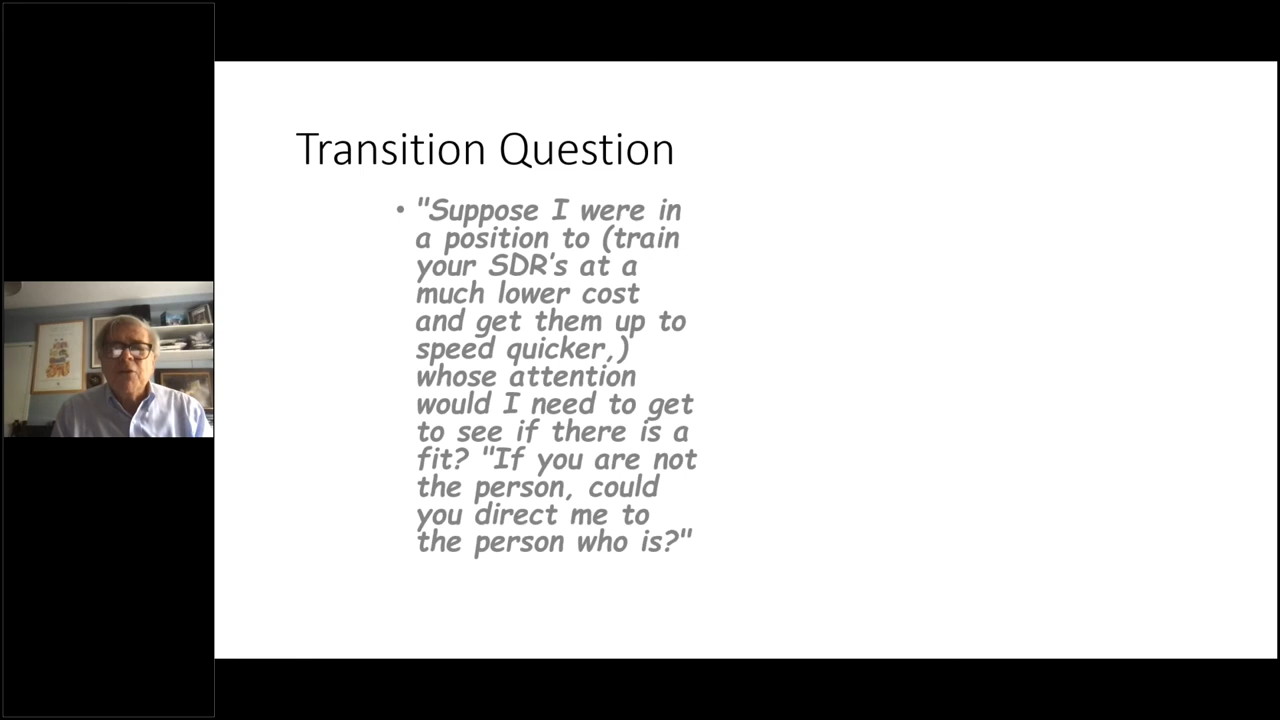 Transition Question
• "Suppose I were in
a position to (train
your SDR's at a
much lower cost
and get them up to
speed quicker,)
whose attention
would I need to get
to see if there is a
fit? "If you are not
the person, could
you direct me to
the person who is?"